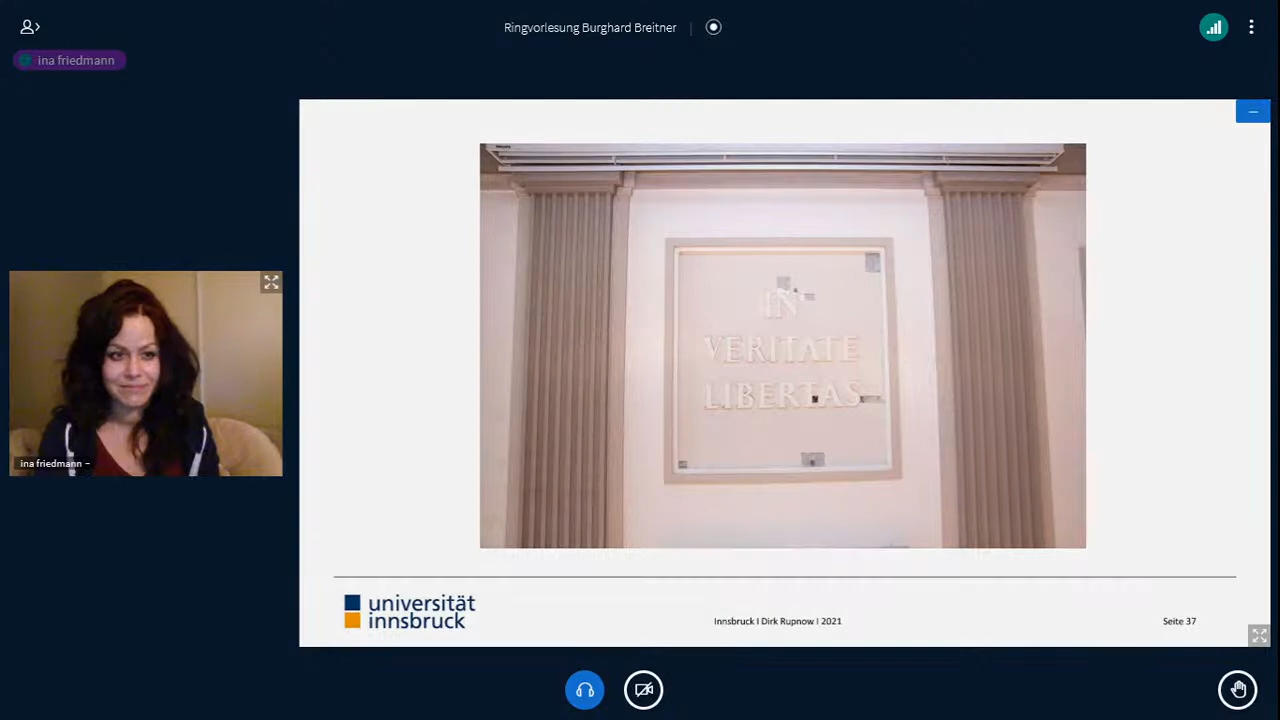 Ringvorlesung Burghard Breitner
ina friedmann
IN
VERITATE
LIBERTAS
ina friedmann
universität
innsbruck
Innsbruck I Dirk Rupnow I 2021
Seite 37